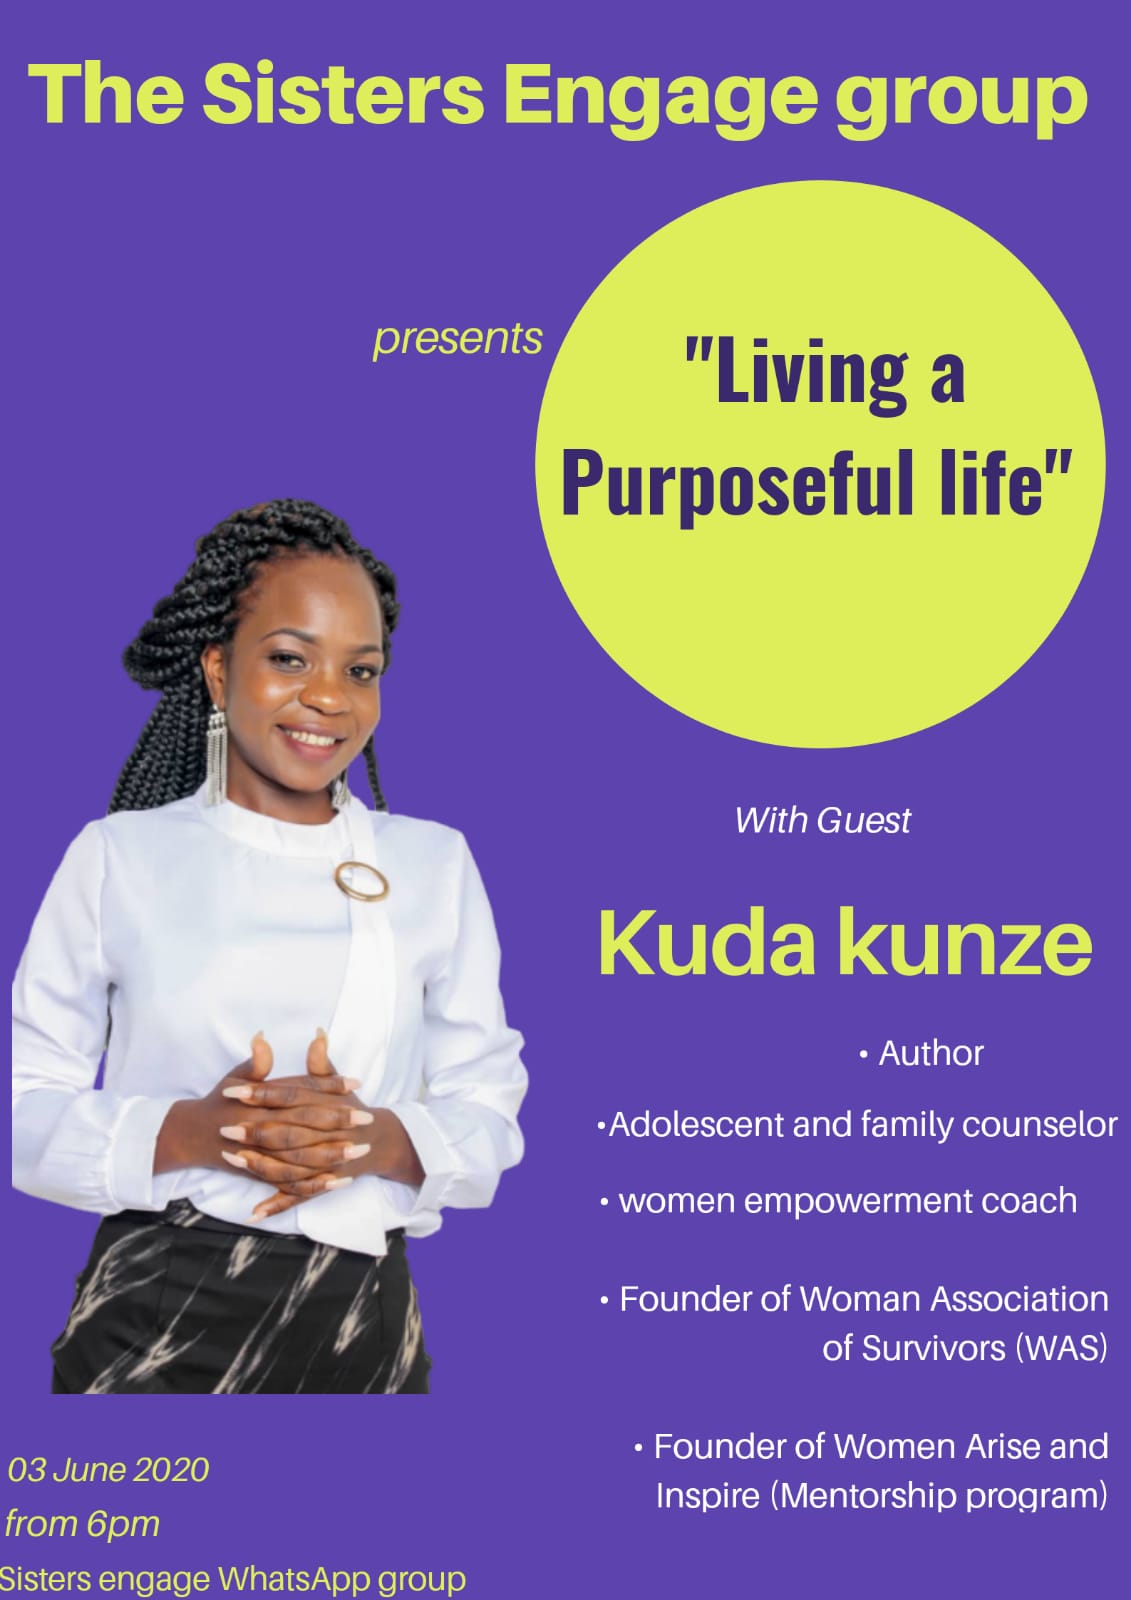 The Sisters Engage group
presents
"Living a
Purposeful life"
With Guest
Kuda kunze
• Author
•Adolescent and family counselor
• women empowerment coach
• Founder of Woman Association
of Survivors (WAS)
• Founder of Women Arise and
Inspire (Mentorship program)
03 June 2020
from 6pm
Sisters engage WhatsApp group